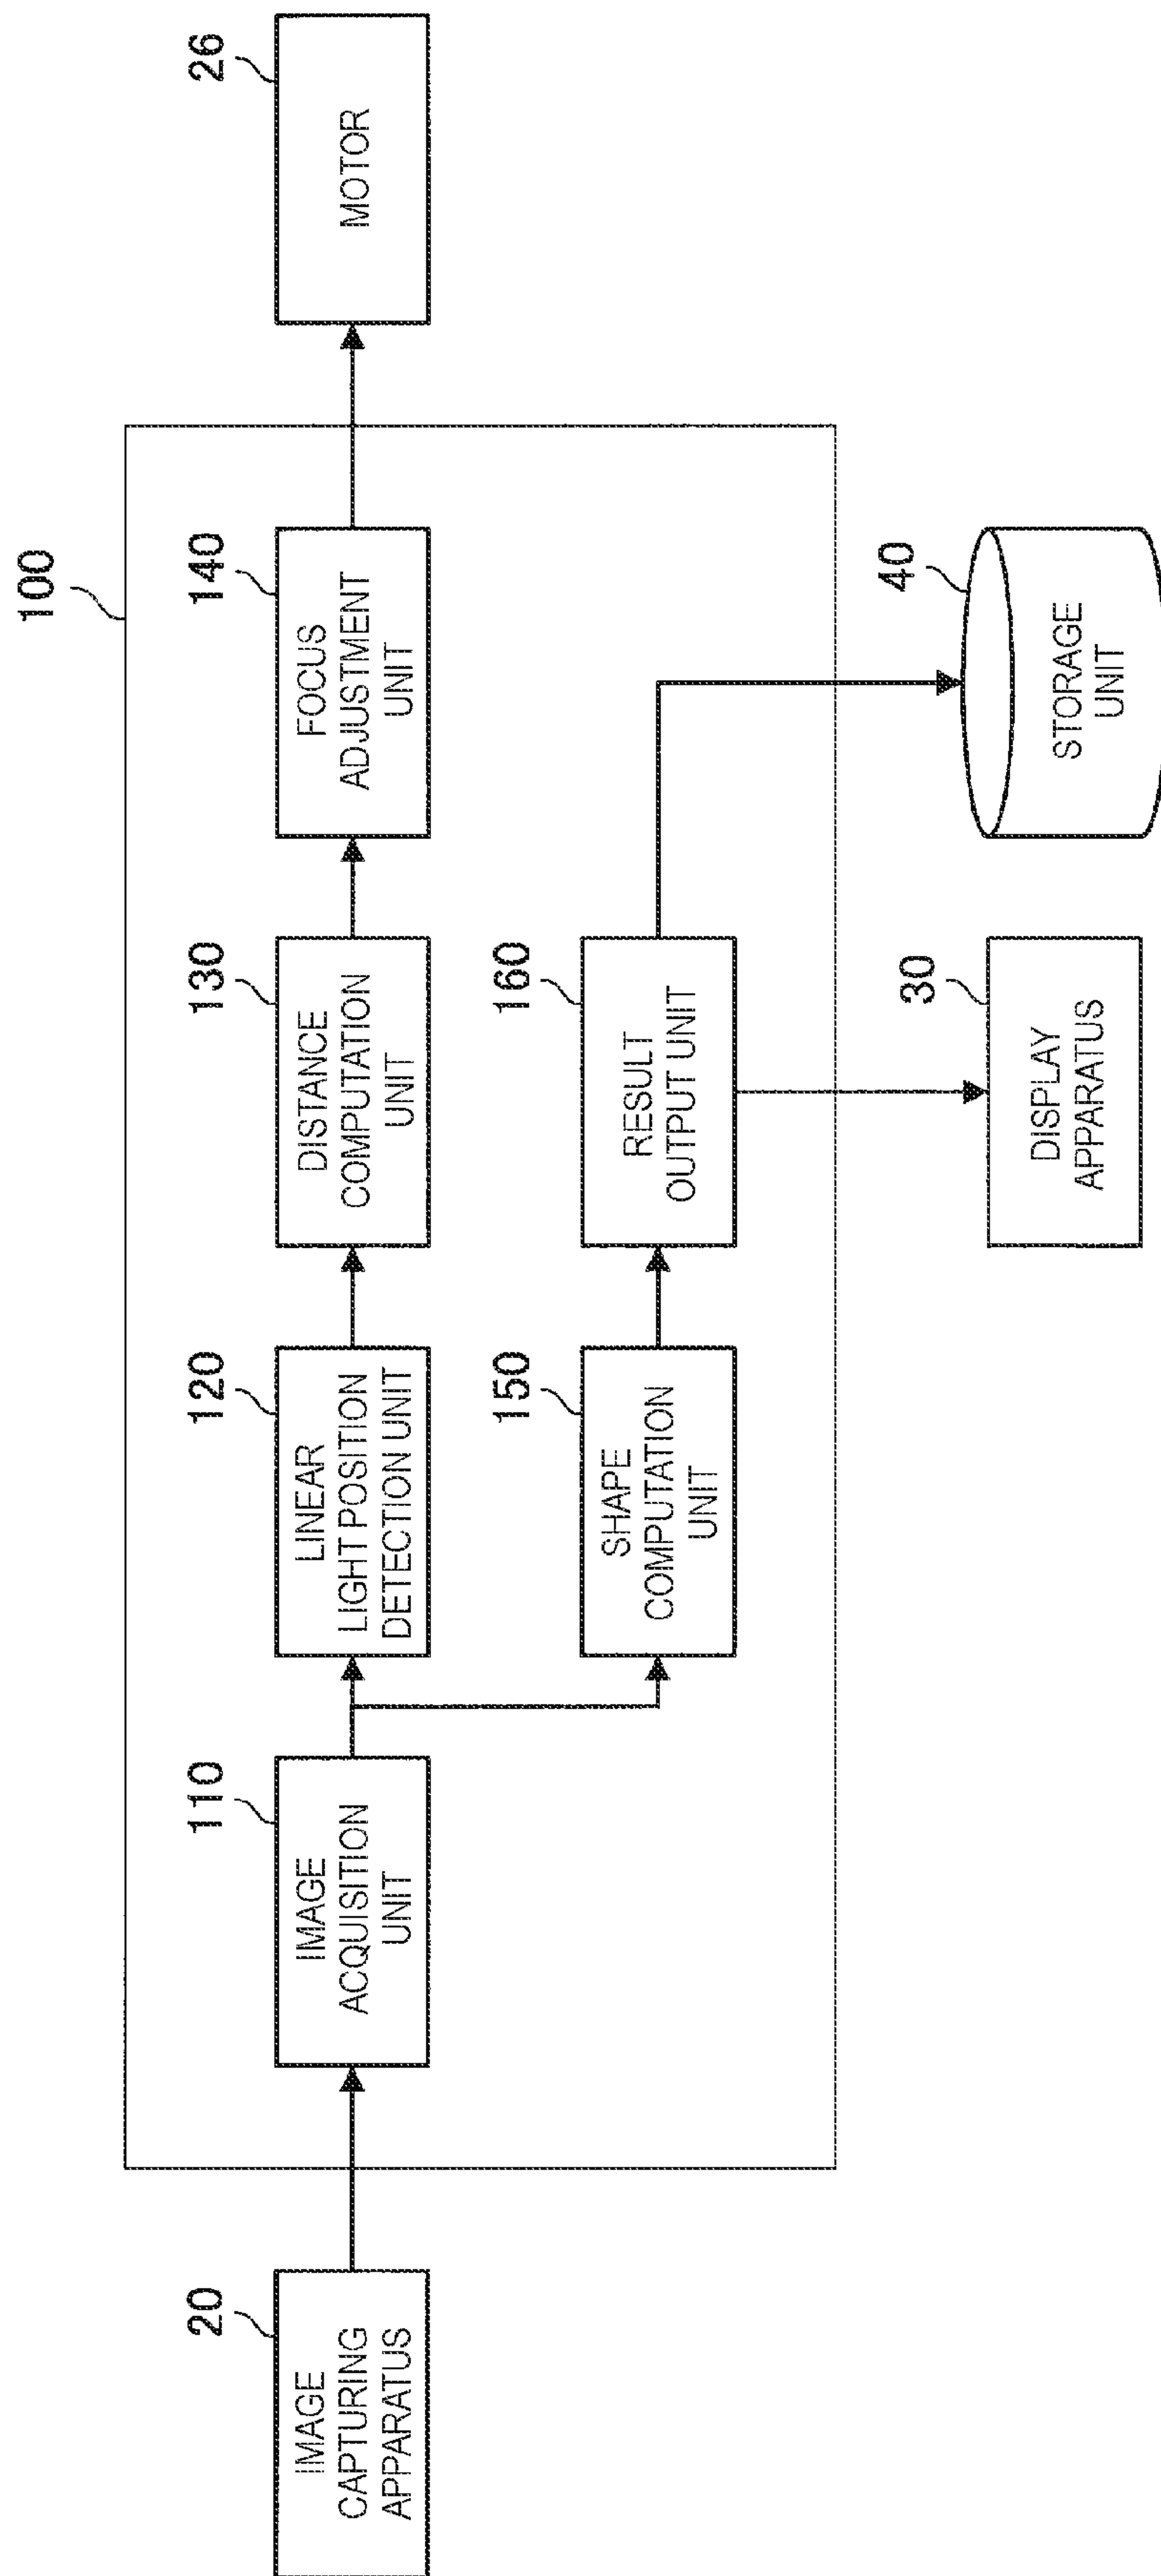 100
20
IMAGE
CAPTURING
APPARATUS
110
IMAGE
ACQUISITION
UNIT
120
LINEAR
LIGHT POSITION
DETECTION UNIT
130
DISTANCE
COMPUTATION
UNIT
140
FOCUS
ADJUSTMENT
UNIT
26
MOTOR
150
SHAPE
COMPUTATION
UNIT
160
RESULT
OUTPUT UNIT
30
DISPLAY
APPARATUS
40
STORAGE
UNIT